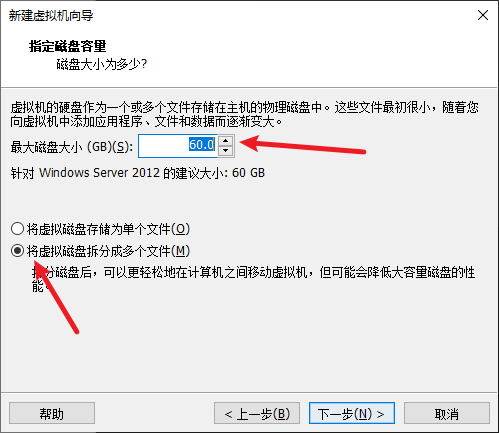 新建虚拟机向导
指定磁盘容量
磁盘大小为多少?
虚拟机的硬盘作为一个或多个文件存储在主机的物理磁盘中。这些文件最初很小，随着您
向虚拟机中添加应用程序、文件和数据而逐渐变大。
最大磁盘大小 (GB)(S): 60.0
针对 Windows Server 2012 的建议大小: 60 GB
将虚拟磁盘存储为单个文件(O)
将虚拟磁盘拆分成多个文件(M)
拆分磁盘后，可以更轻松地在计算机之间移动虚拟机，但可能会降低大容量磁盘的性
能。
帮助 < 上一步(B) 下一步(N) > 取消